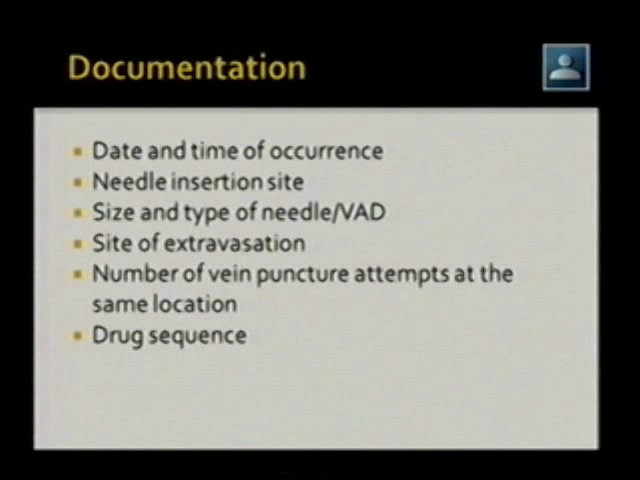 Documentation
Date and time of occurrence
Needle insertion site
Size and type of needle/VAD
Site of extravasation
Number of vein puncture attempts at the
same location
Drug sequence